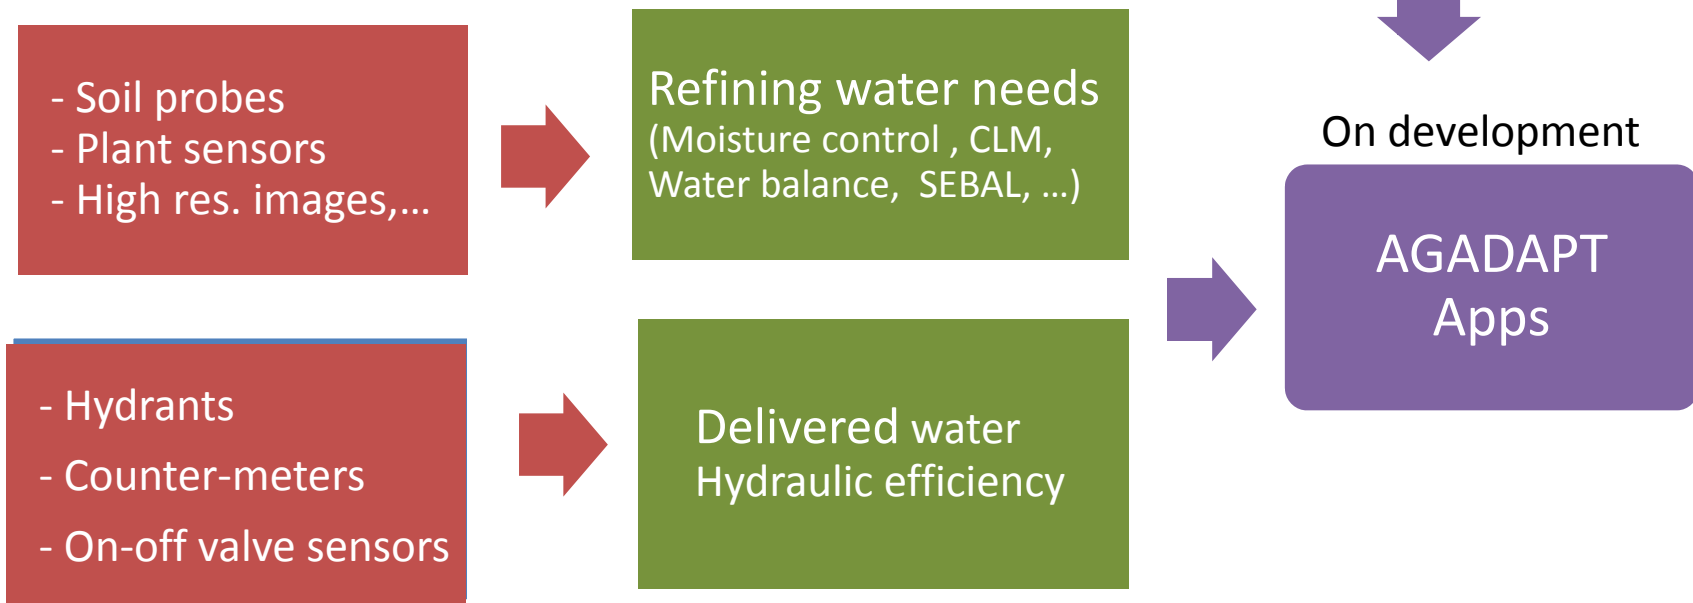 - Soil probes
- Plant sensors
- High res. images,...
Refining water needs
(Moisture control , CLM,
Water balance,  SEBAL, ...)
On development
AGADAPT
Apps
- Hydrants
- Counter-meters
- On-off valve sensors
Delivered water
Hydraulic efficiency